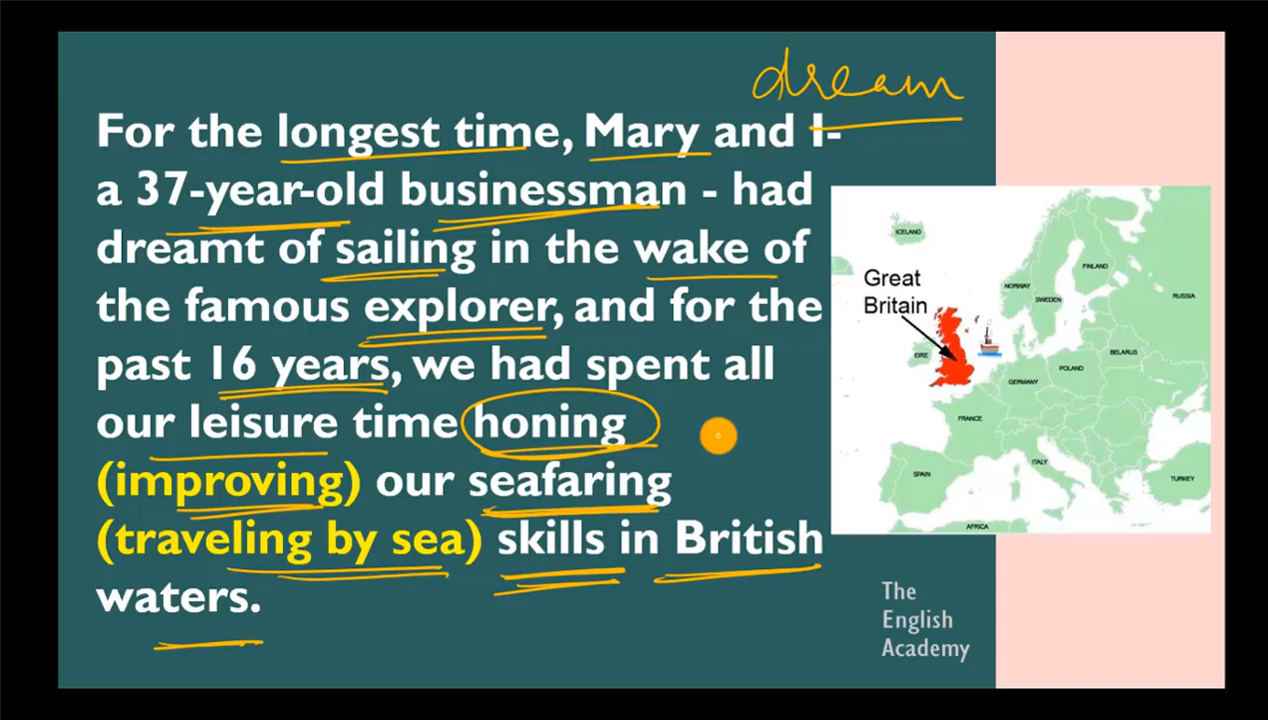 dream
For the longest time, Mary and I-
a 37-year-old businessman - had
dreamt of sailing in the wake of
the famous explorer, and for the
past 16 years, we had spent all
our leisure time honing
(improving) our seafaring
(traveling by sea) skills in British
waters.
ICELAND
Great
Britain
FINLAND
NORWAY
SWEDEN
RUSSIA
EIRE
BELARUS
POLAND
GERMANY
FRANCE
ITALY
SPAIN
TURKEY
AFRICA
The
English
Academy